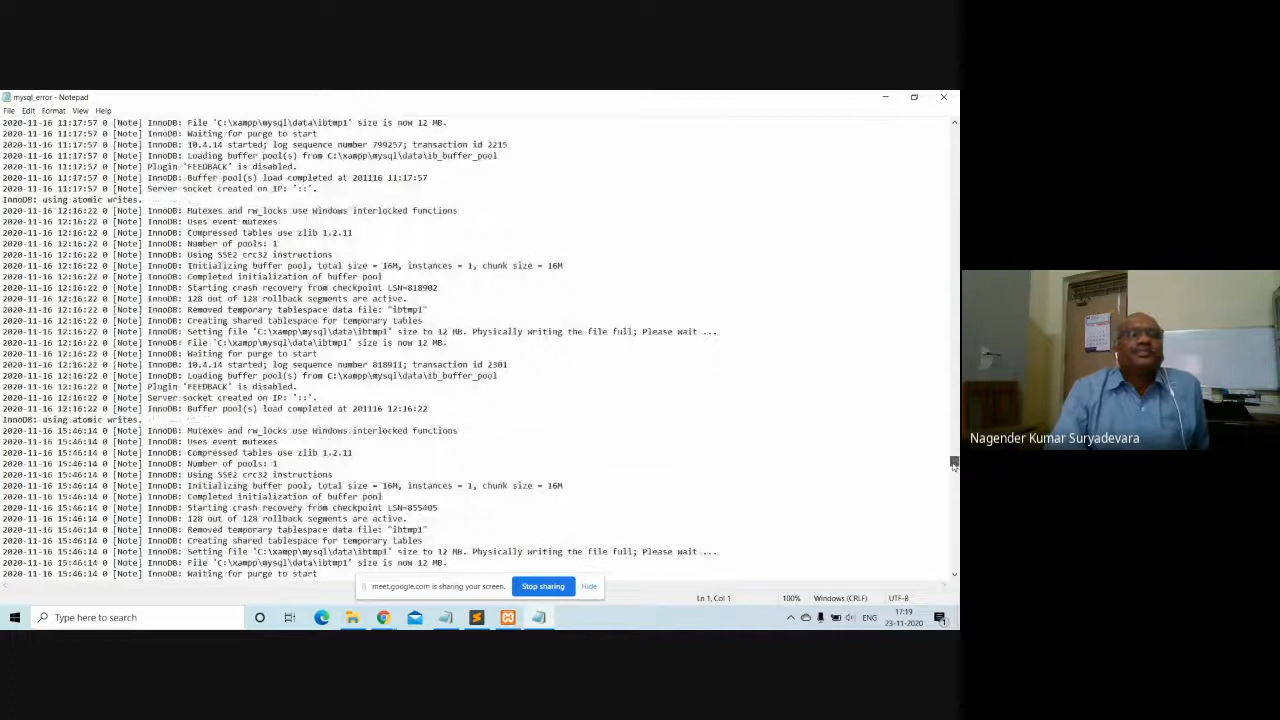 mysql_error - Notepad
File Edit Format View Help
2020-11-16 11:17:57 0 [Note] InnoDB: File 'C:\xampp\mysql\data\ibtmp1' size is now 12 MB.
2020-11-16 11:17:57 0 [Note] InnoDB: Waiting for purge to start
2020-11-16 11:17:57 0 [Note] InnoDB: 10.4.14 started; log sequence number 799257; transaction id 2215
2020-11-16 11:17:57 0 [Note] InnoDB: Loading buffer pool(s) from C:\xampp\mysql\data\ib_buffer_pool
2020-11-16 11:17:57 0 [Note] Plugin 'FEEDBACK' is disabled.
2020-11-16 11:17:57 0 [Note] InnoDB: Buffer pool(s) load completed at 201116 11:17:57
2020-11-16 11:17:57 0 [Note] Server socket created on IP: '::'.
InnoDB: using atomic writes.
2020-11-16 12:16:22 0 [Note] InnoDB: Mutexes and rw_locks use Windows interlocked functions
2020-11-16 12:16:22 0 [Note] InnoDB: Uses event mutexes
2020-11-16 12:16:22 0 [Note] InnoDB: Compressed tables use zlib 1.2.11
2020-11-16 12:16:22 0 [Note] InnoDB: Number of pools: 1
2020-11-16 12:16:22 0 [Note] InnoDB: Using SSE2 crc32 instructions
2020-11-16 12:16:22 0 [Note] InnoDB: Initializing buffer pool, total size = 16M, instances = 1, chunk size = 16M
2020-11-16 12:16:22 0 [Note] InnoDB: Completed initialization of buffer pool
2020-11-16 12:16:22 0 [Note] InnoDB: Starting crash recovery from checkpoint LSN=818902
2020-11-16 12:16:22 0 [Note] InnoDB: 128 out of 128 rollback segments are active.
2020-11-16 12:16:22 0 [Note] InnoDB: Removed temporary tablespace data file: "ibtmp1"
2020-11-16 12:16:22 0 [Note] InnoDB: Creating shared tablespace for temporary tables
2020-11-16 12:16:22 0 [Note] InnoDB: Setting file 'C:\xampp\mysql\data\ibtmp1' size to 12 MB. Physically writing the file full; Please wait ...
2020-11-16 12:16:22 0 [Note] InnoDB: File 'C:\xampp\mysql\data\ibtmp1' size is now 12 MB.
2020-11-16 12:16:22 0 [Note] InnoDB: Waiting for purge to start
2020-11-16 12:16:22 0 [Note] InnoDB: 10.4.14 started; log sequence number 818911; transaction id 2301
2020-11-16 12:16:22 0 [Note] InnoDB: Loading buffer pool(s) from C:\xampp\mysql\data\ib_buffer_pool
2020-11-16 12:16:22 0 [Note] Plugin 'FEEDBACK' is disabled.
2020-11-16 12:16:22 0 [Note] Server socket created on IP: '::'.
2020-11-16 12:16:22 0 [Note] InnoDB: Buffer pool(s) load completed at 201116 12:16:22
InnoDB: using atomic writes.
2020-11-16 15:46:14 0 [Note] InnoDB: Mutexes and rw_locks use Windows interlocked functions
2020-11-16 15:46:14 0 [Note] InnoDB: Uses event mutexes
2020-11-16 15:46:14 0 [Note] InnoDB: Compressed tables use zlib 1.2.11
2020-11-16 15:46:14 0 [Note] InnoDB: Number of pools: 1
2020-11-16 15:46:14 0 [Note] InnoDB: Using SSE2 crc32 instructions
2020-11-16 15:46:14 0 [Note] InnoDB: Initializing buffer pool, total size = 16M, instances = 1, chunk size = 16M
2020-11-16 15:46:14 0 [Note] InnoDB: Completed initialization of buffer pool
2020-11-16 15:46:14 0 [Note] InnoDB: Starting crash recovery from checkpoint LSN=855405
2020-11-16 15:46:14 0 [Note] InnoDB: 128 out of 128 rollback segments are active.
2020-11-16 15:46:14 0 [Note] InnoDB: Removed temporary tablespace data file: "ibtmp1"
2020-11-16 15:46:14 0 [Note] InnoDB: Creating shared tablespace for temporary tables
2020-11-16 15:46:14 0 [Note] InnoDB: Setting file 'C:\xampp\mysql\data\ibtmp1' size to 12 MB. Physically writing the file full; Please wait ...
2020-11-16 15:46:14 0 [Note] InnoDB: File 'C:\xampp\mysql\data\ibtmp1' size is now 12 MB.
2020-11-16 15:46:14 0 [Note] InnoDB: Waiting for purge to start
meet.google.com is sharing your screen. Stop sharing Hide
Ln 1, Col 1 100% Windows (CRLF) UTF-8
Type here to search
ENG
17:19
23-11-2020
Nagender Kumar Suryadevara